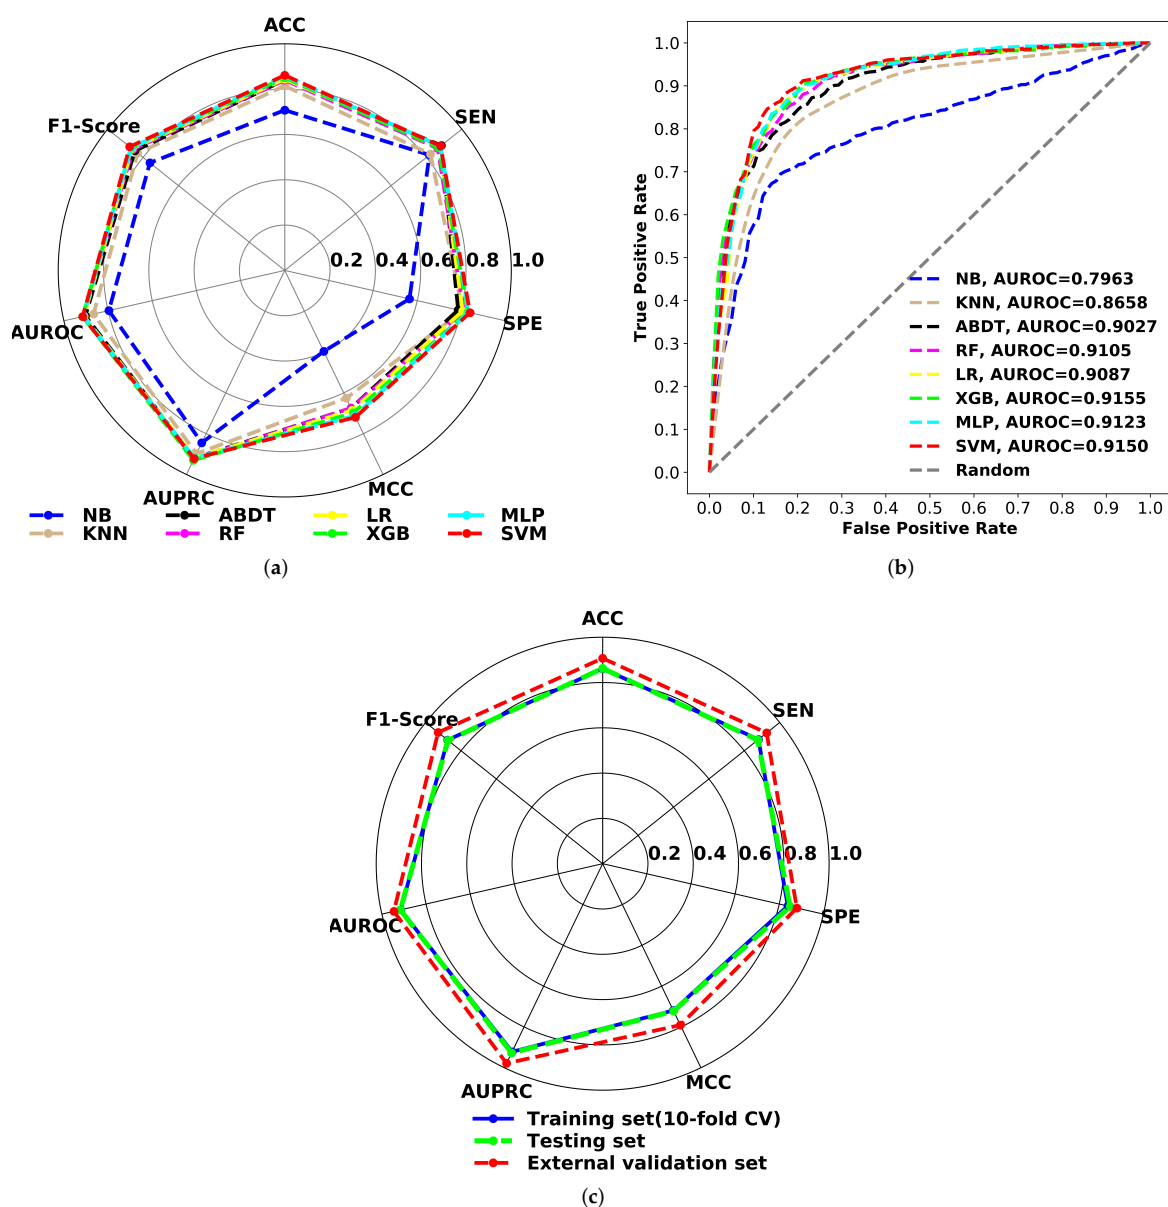 ACC
F1-Score
SEN
0.2 0.4 0.6 0.8 1.0
SPE
AUROC
AUPRC
MCC
NB ABDT LR MLP
KNN RF XGB SVM
(a)
1.0
0.9
0.8
0.7
0.6
0.5
0.4
0.3
0.2
0.1
0.0
True Positive Rate
NB, AUROC=0.7963
KNN, AUROC=0.8658
ABDT, AUROC=0.9027
RF, AUROC=0.9105
LR, AUROC=0.9087
XGB, AUROC=0.9155
MLP, AUROC=0.9123
SVM, AUROC=0.9150
Random
0.0 0.1 0.2 0.3 0.4 0.5 0.6 0.7 0.8 0.9 1.0
False Positive Rate
(b)
ACC
F1-Score
SEN
0.2 0.4 0.6 0.8 1.0
SPE
AUROC
AUPRC
MCC
Training set(10-fold CV)
Testing set
External validation set
(c)